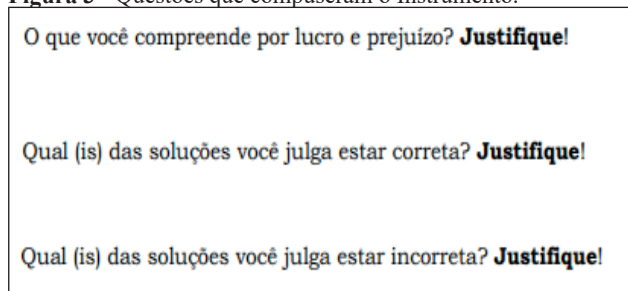 Figura 3 - Questões que compuseram o Instrumento.
O que você compreende por lucro e prejuízo? Justifique!
Qual (is) das soluções você julga estar correta? Justifique!
Qual (is) das soluções você julga estar incorreta? Justifique!